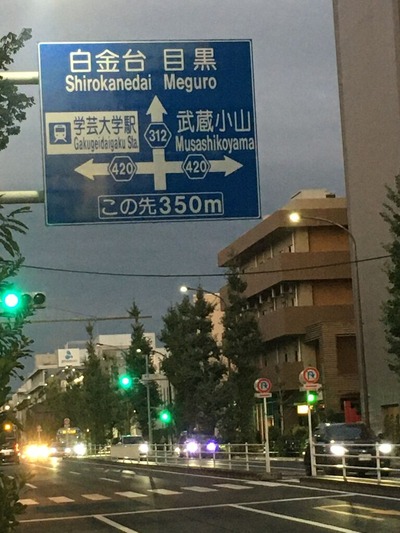 白金台 目黒
Shirokanedai Meguro
学芸大学駅
Gakugeidaigaku Sta.
312
武蔵小山
Musashikoyama
420
420
この先350m